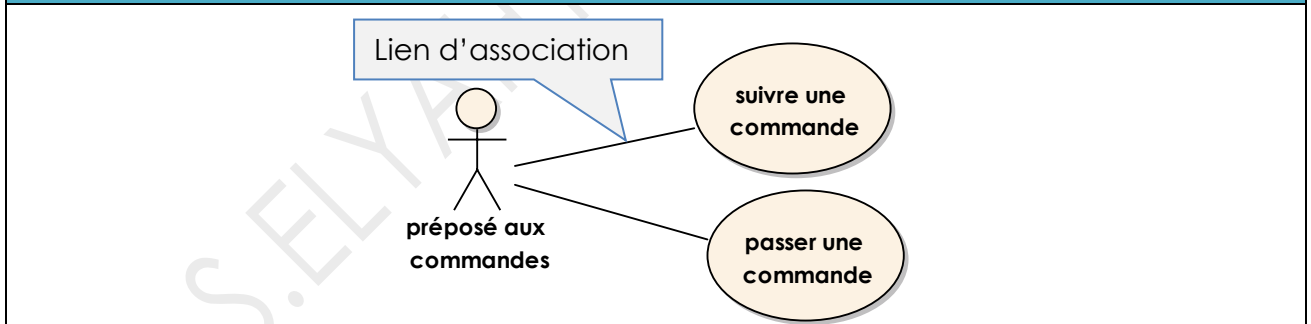 Lien d’association
suivre une
commande
préposé aux
commandes
passer une
commande